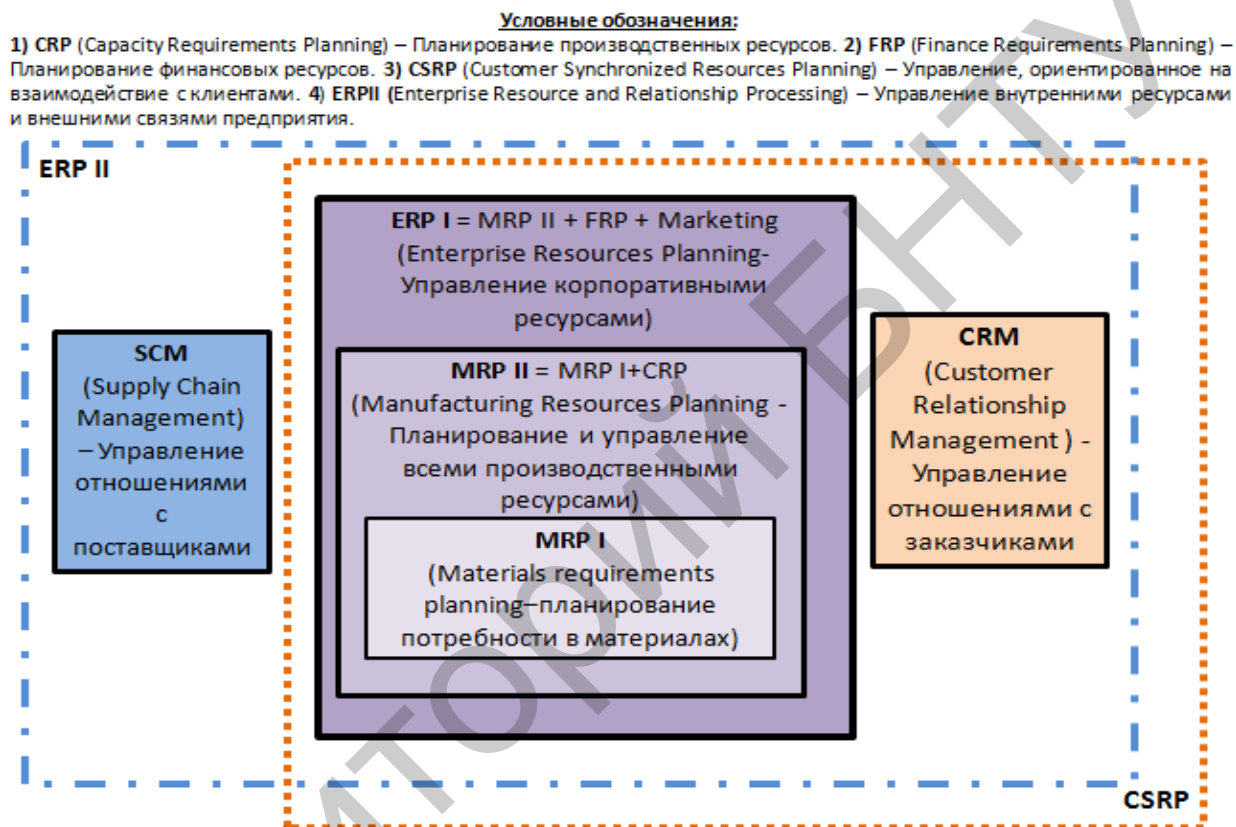 Условные обозначения:
1) CRP (Capacity Requirements Planning) – Планирование производственных ресурсов. 2) FRP (Finance Requirements Planning) –
Планирование финансовых ресурсов. 3) CSRP (Customer Synchronized Resources Planning) – Управление, ориентированное на
взаимодействие с клиентами. 4) ERPII (Enterprise Resource and Relationship Processing) – Управление внутренними ресурсами
и внешними связями предприятия.
ERP II
ERP I = MRP II + FRP + Marketing
(Enterprise Resources Planning-
Управление корпоративными
ресурсами)
SCM
(Supply Chain
Management)
– Управление
отношениями
с
поставщиками
MRP II = MRP I+CRP
(Manufacturing Resources Planning -
Планирование и управление
всеми производственными
ресурсами)
MRP I
(Materials requirements
planning–планирование
потребности в материалах)
CRM
(Customer
Relationship
Management ) -
Управление
отношениями с
заказчиками
CSRP
БНТУ